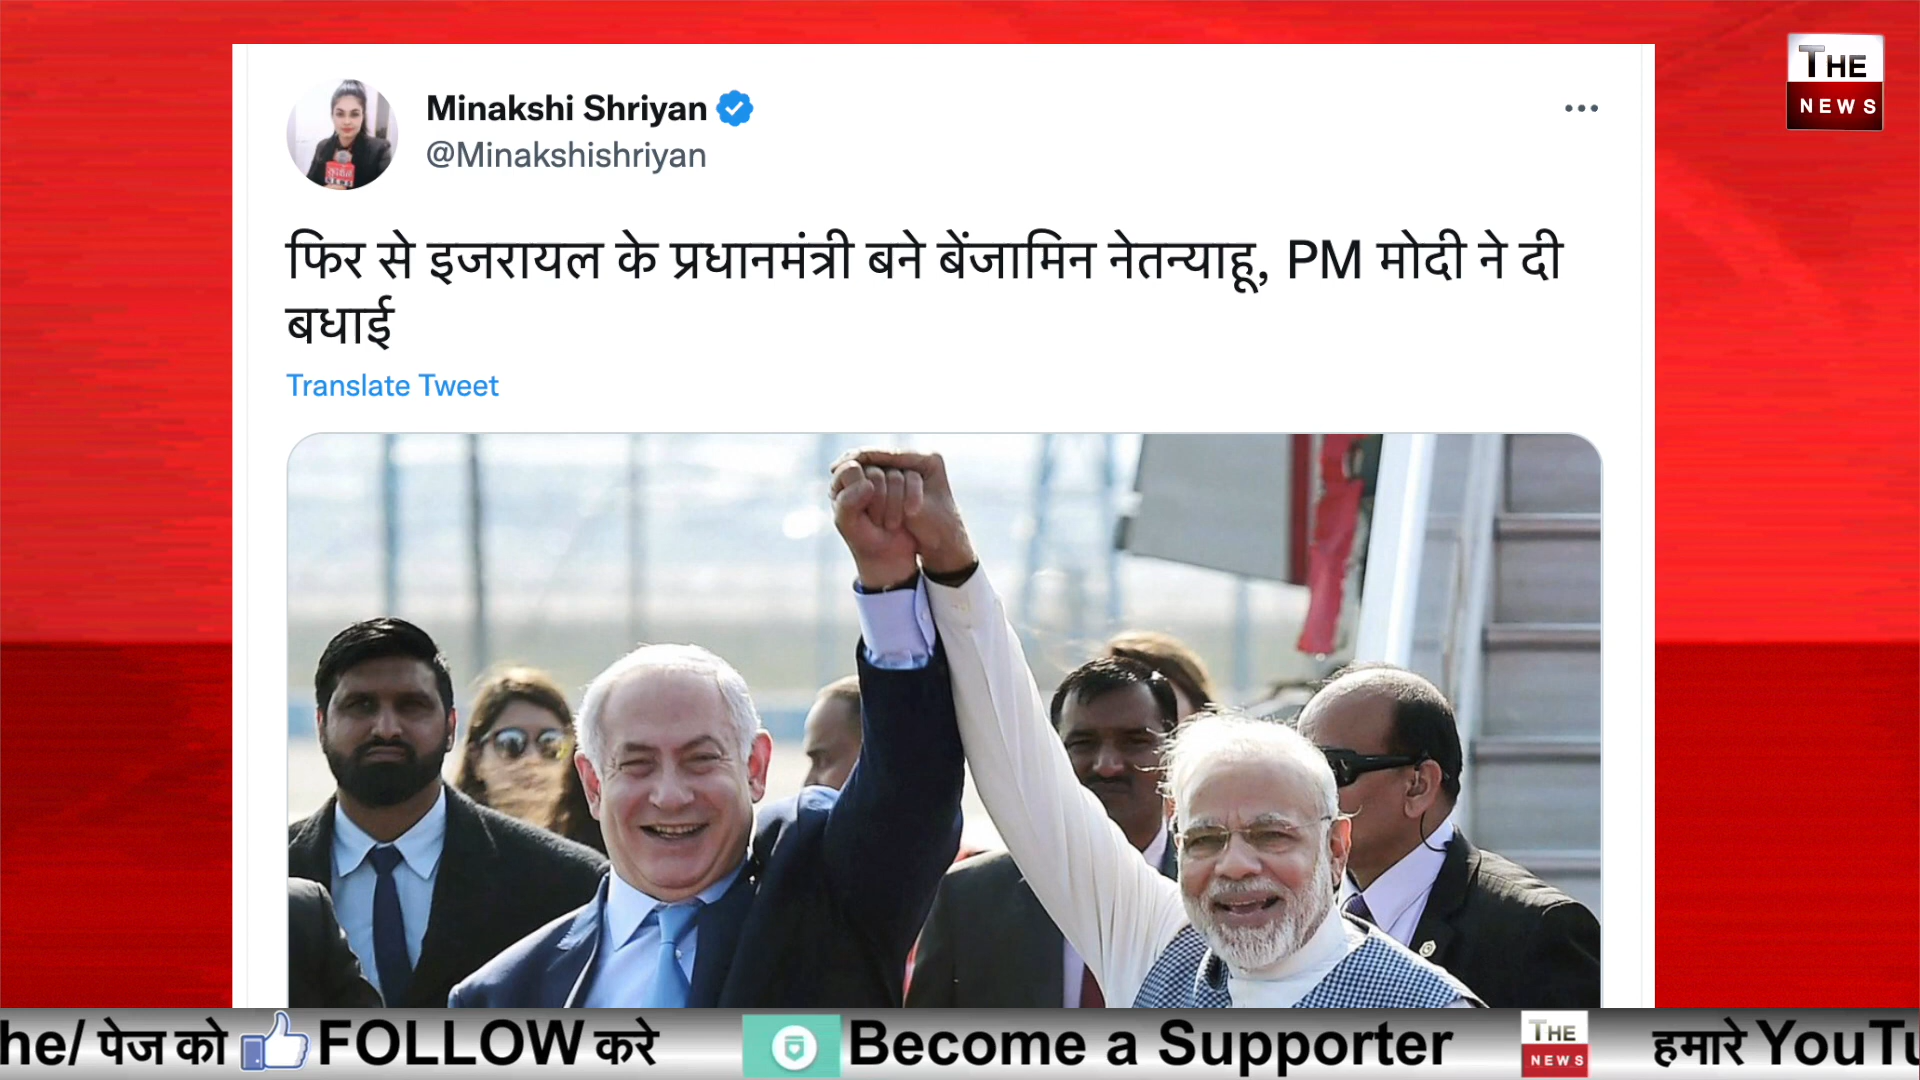 Minakshi Shriyan
@Minakshishriyan
THE
NEWS
फिर से इजरायल के प्रधानमंत्री बने बेंजामिन नेतन्याहू, PM मोदी ने दी
बधाई
Translate Tweet
he/ पेज को FOLLOW करे Become a Supporter THE NEWS हमारे YouTu